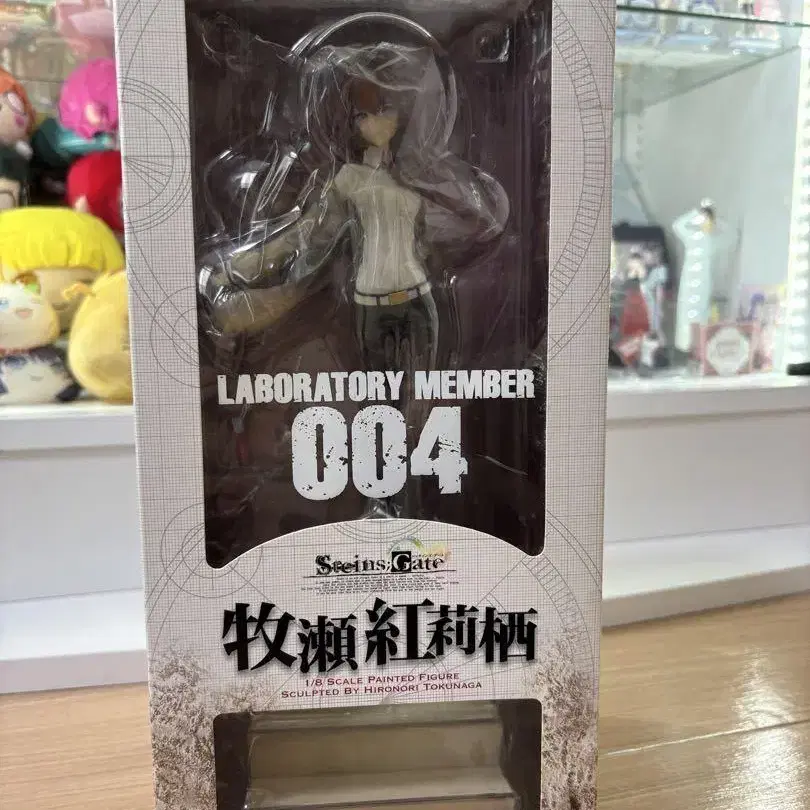 LABORATORY MEMBER
004
Steins;Gate
牧瀬紅莉栖
1/8 SCALE PAINTED FIGURE
SCULPTED BY HIRONORI TOKUNAGA